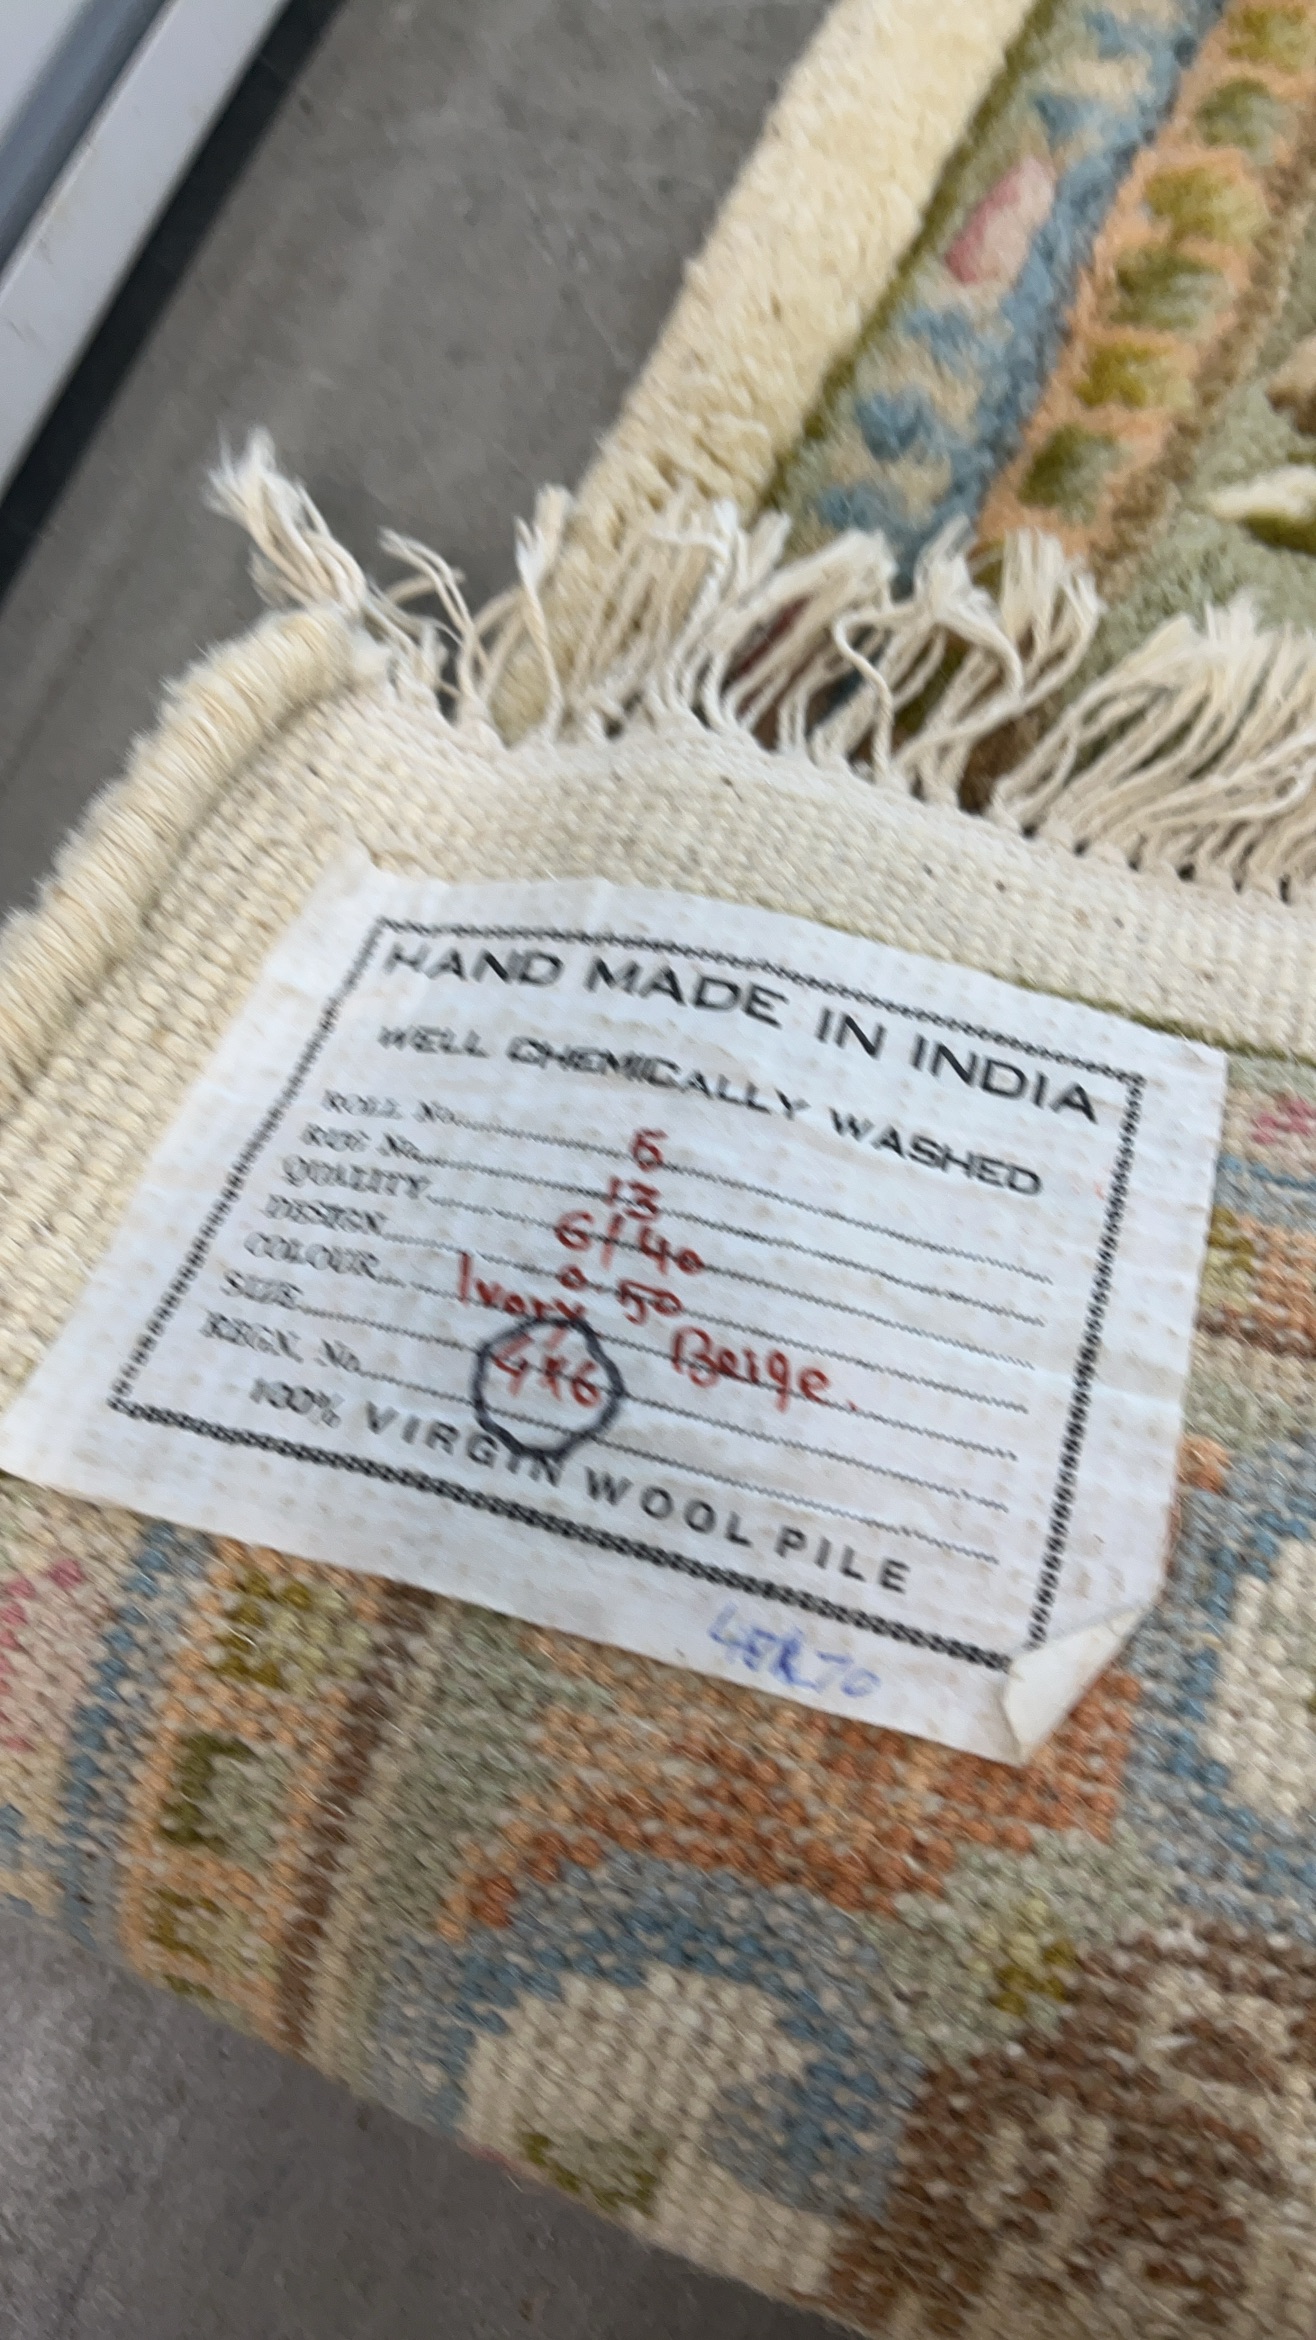 HAND MADE IN INDIA
WELL CHEMICALLY WASHED
ROLL No. 6
RUG No. 13
QUALITY 6/40
DESIGN 0-50
COLOUR Ivory Beige.
SIZE 4x6
REGN. No.
100% VIRGIN WOOL PILE